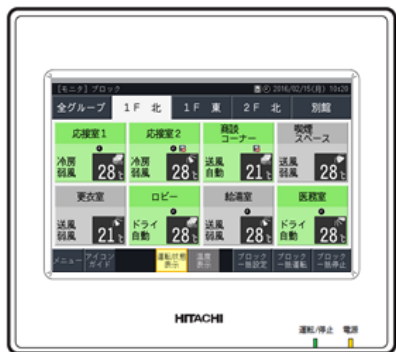 [モニタ] ブロック
2016/02/15(月) 10:20
全グループ 1F 北 1F 東 2F 北 別館
応接室1 応接室2 商談コーナー 喫煙スペース
冷房 弱風 28℃ 冷房 弱風 28℃ 送風 自動 21℃ 送風 弱風 28℃
更衣室 ロビー 給湯室 医務室
送風 弱風 21℃ ドライ 自動 28℃ 送風 弱風 28℃ ドライ 自動 28℃
メニュー アイコンガイド 運転状態表示 温度表示 ブロック一括設定 ブロック一括運転 ブロック一括停止
HITACHI
運転/停止 電源